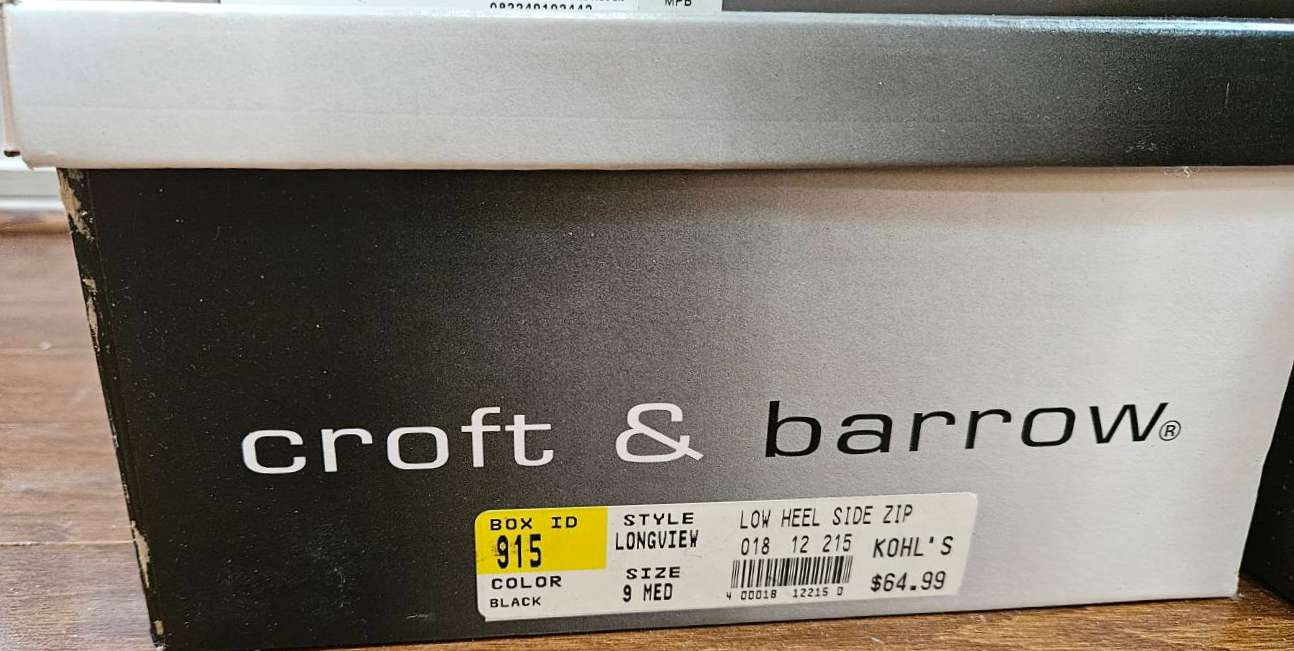 MPB
croft & barrow®
BOX ID
915
COLOR
BLACK
STYLE
LONGVIEW
SIZE
9 MED
LOW HEEL SIDE ZIP
018 12 215
KOHL'S
4 00018 12215 0
$64.99